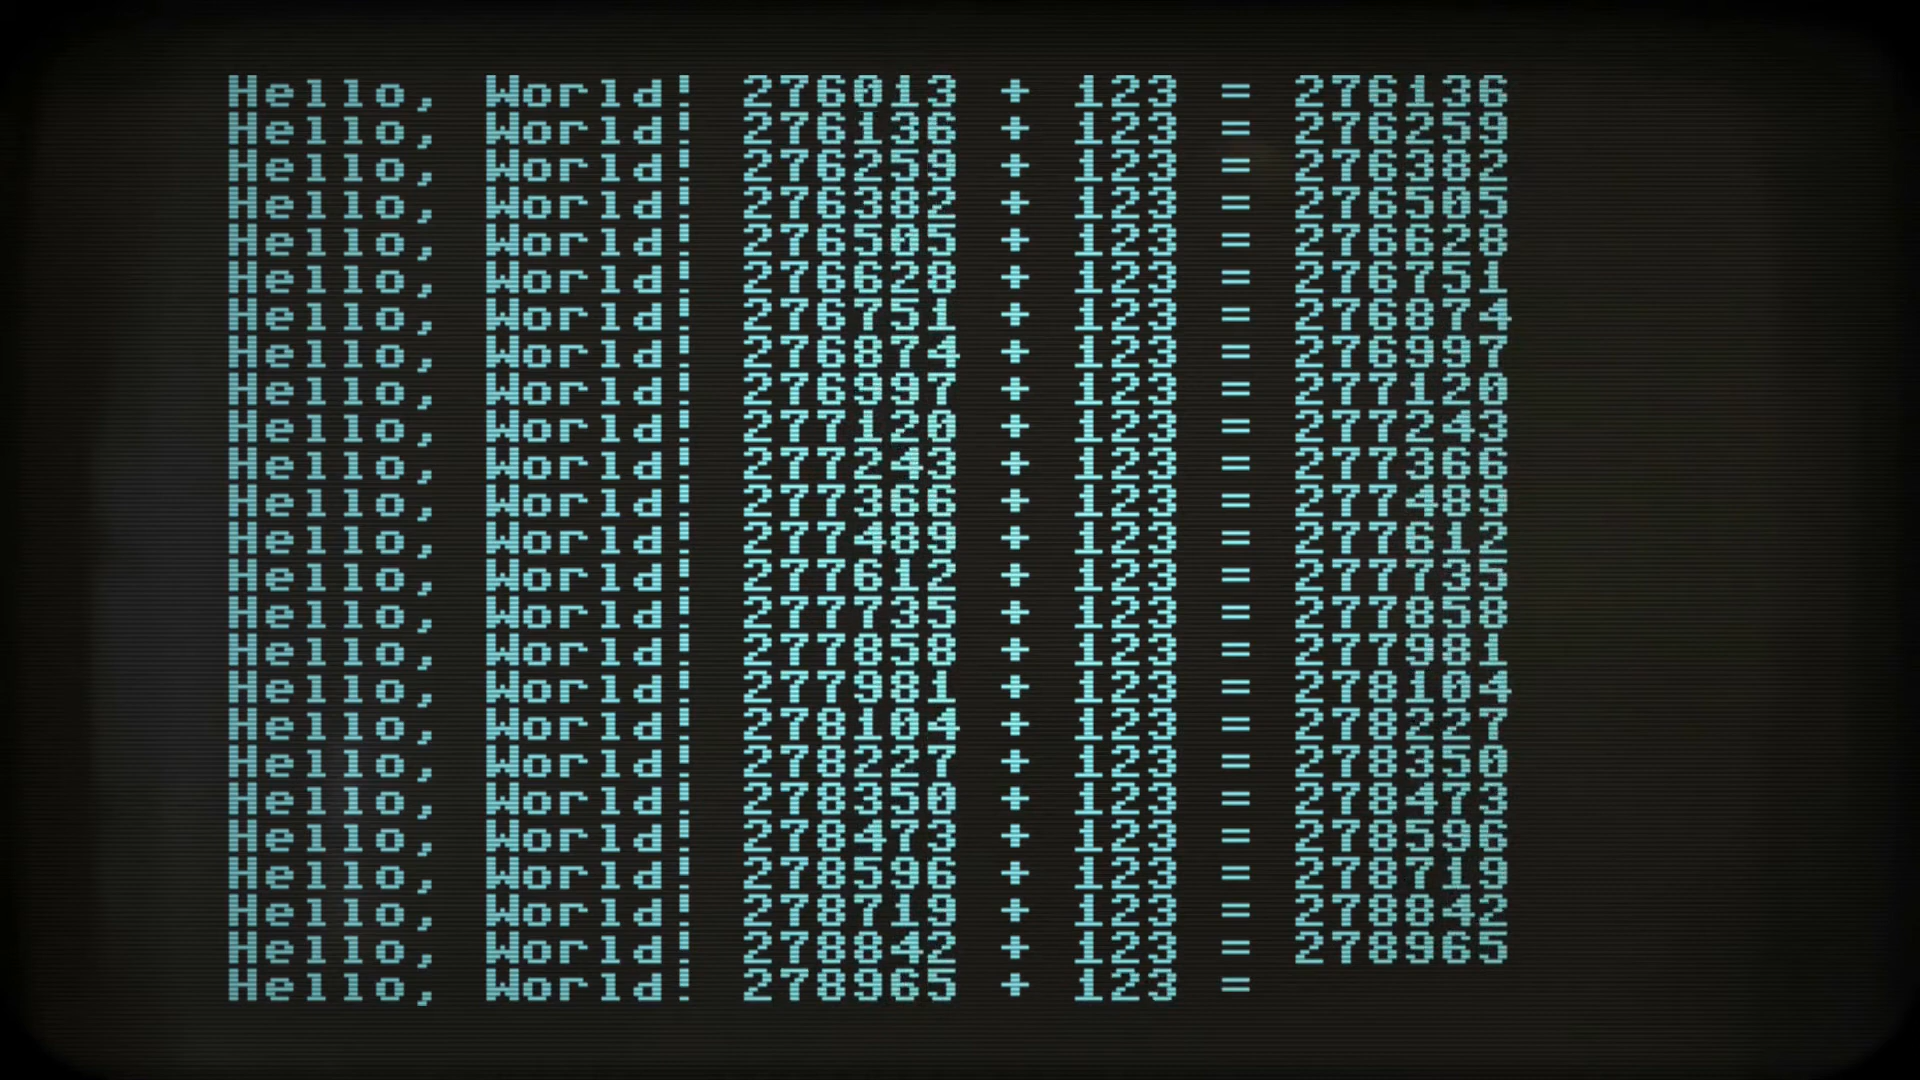 Hello, World! 276013 + 123 = 276136
Hello, World! 276136 + 123 = 276259
Hello, World! 276259 + 123 = 276382
Hello, World! 276382 + 123 = 276505
Hello, World! 276505 + 123 = 276628
Hello, World! 276628 + 123 = 276751
Hello, World! 276751 + 123 = 276874
Hello, World! 276874 + 123 = 276997
Hello, World! 276997 + 123 = 277120
Hello, World! 277120 + 123 = 277243
Hello, World! 277243 + 123 = 277366
Hello, World! 277366 + 123 = 277489
Hello, World! 277489 + 123 = 277612
Hello, World! 277612 + 123 = 277735
Hello, World! 277735 + 123 = 277858
Hello, World! 277858 + 123 = 277981
Hello, World! 277981 + 123 = 278104
Hello, World! 278104 + 123 = 278227
Hello, World! 278227 + 123 = 278350
Hello, World! 278350 + 123 = 278473
Hello, World! 278473 + 123 = 278596
Hello, World! 278596 + 123 = 278719
Hello, World! 278719 + 123 = 278842
Hello, World! 278842 + 123 = 278965
Hello, World! 278965 + 123 =